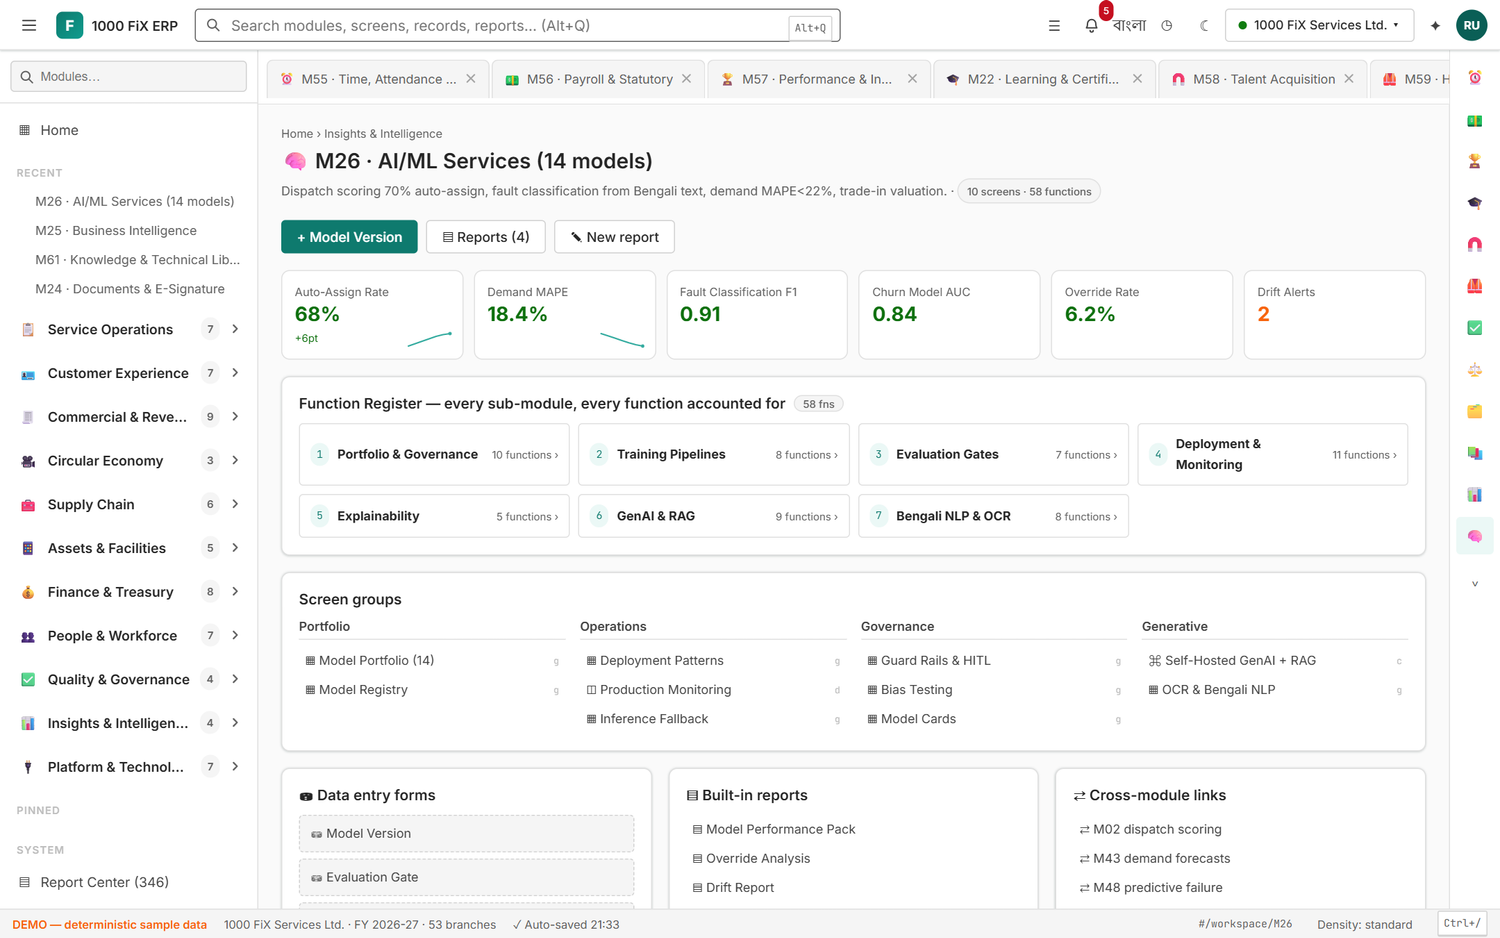 F 1000 FiX ERP
Search modules, screens, records, reports... (Alt+Q)
Alt+Q
5
বাংলা
1000 FiX Services Ltd.
RU
Modules...
M55 · Time, Attendance ...
M56 · Payroll & Statutory
M57 · Performance & In...
M22 · Learning & Certifi...
M58 · Talent Acquisition
M59 · H
Home
RECENT
M26 · AI/ML Services (14 models)
M25 · Business Intelligence
M61 · Knowledge & Technical Lib...
M24 · Documents & E-Signature
Service Operations 7
Customer Experience 7
Commercial & Reve... 9
Circular Economy 3
Supply Chain 6
Assets & Facilities 5
Finance & Treasury 8
People & Workforce 7
Quality & Governance 4
Insights & Intelligen... 4
Platform & Technol... 7
PINNED
SYSTEM
Report Center (346)
Home › Insights & Intelligence
M26 · AI/ML Services (14 models)
Dispatch scoring 70% auto-assign, fault classification from Bengali text, demand MAPE<22%, trade-in valuation. · 10 screens · 58 functions
+ Model Version
Reports (4)
New report
Auto-Assign Rate
68%
+6pt
Demand MAPE
18.4%
Fault Classification F1
0.91
Churn Model AUC
0.84
Override Rate
6.2%
Drift Alerts
2
Function Register — every sub-module, every function accounted for 58 fns
1 Portfolio & Governance 10 functions ›
2 Training Pipelines 8 functions ›
3 Evaluation Gates 7 functions ›
4 Deployment & Monitoring 11 functions ›
5 Explainability 5 functions ›
6 GenAI & RAG 9 functions ›
7 Bengali NLP & OCR 8 functions ›
Screen groups
Portfolio
Model Portfolio (14) g
Model Registry g
Operations
Deployment Patterns g
Production Monitoring d
Inference Fallback g
Governance
Guard Rails & HITL g
Bias Testing g
Model Cards g
Generative
⌘ Self-Hosted GenAI + RAG c
OCR & Bengali NLP g
Data entry forms
Model Version
Evaluation Gate
Built-in reports
Model Performance Pack
Override Analysis
Drift Report
⇄ Cross-module links
⇄ M02 dispatch scoring
⇄ M43 demand forecasts
⇄ M48 predictive failure
v
DEMO — deterministic sample data
1000 FiX Services Ltd. · FY 2026-27 · 53 branches
✓ Auto-saved 21:33
#/workspace/M26
Density: standard
Ctrl+/